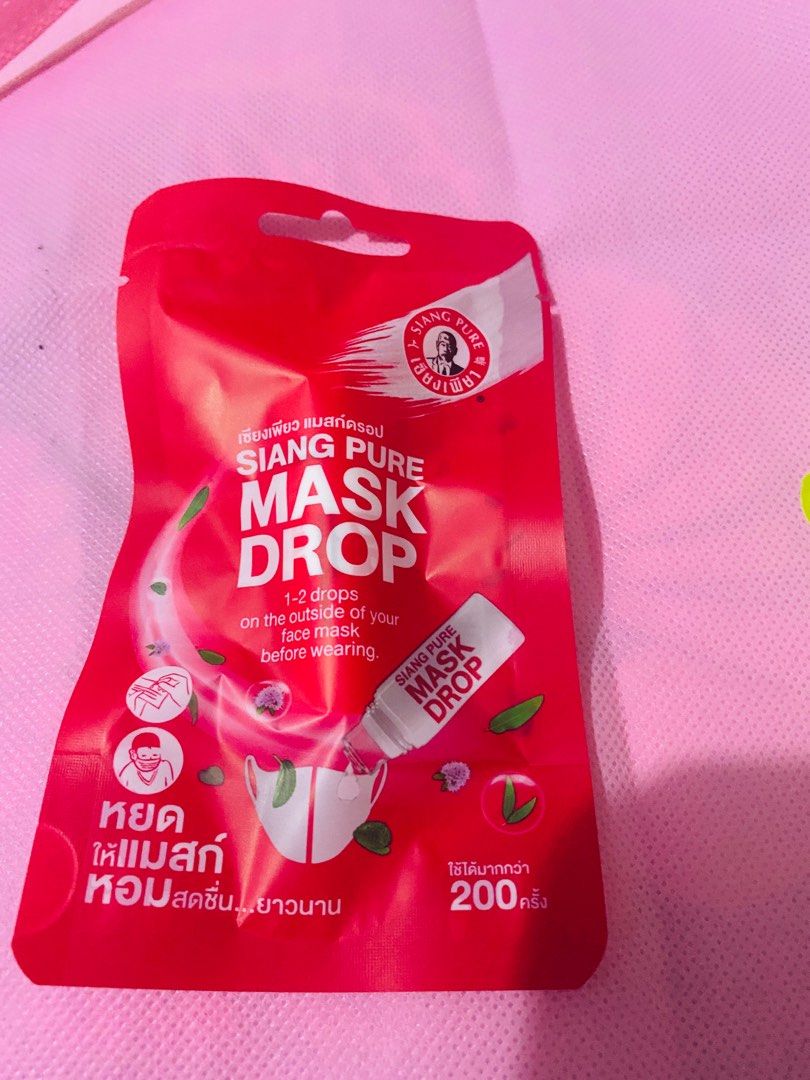 SIANG PURE
เซียงเพียว
®
เซียงเพียว แมสก์ดรอป
SIANG PURE
MASK
DROP
1-2 drops
on the outside of your
face mask
before wearing.
SIANG PURE
MASK
DROP
หยด
ให้แมสก์
หอมสดชื่น...ยาวนาน
ใช้ได้มากกว่า
200 ครั้ง